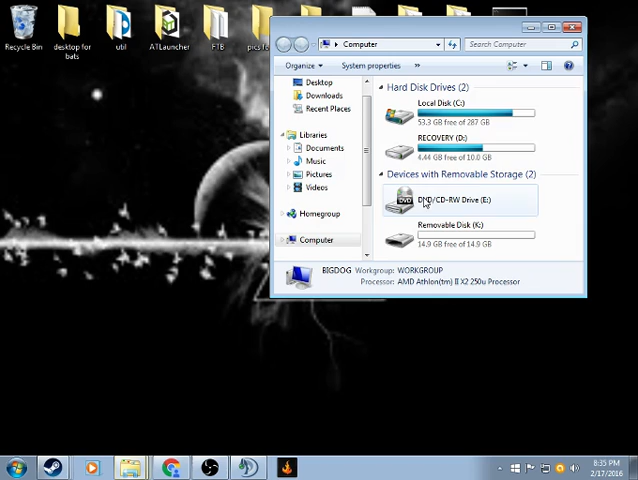 Recycle Bin
desktop for bats
util
ATLauncher
FTB
pics fe
Computer
Search Computer
Organize
System properties
»
Desktop
Downloads
Recent Places
Libraries
Documents
Music
Pictures
Videos
Homegroup
Computer
Hard Disk Drives (2)
Local Disk (C:)
53.3 GB free of 287 GB
RECOVERY (D:)
4.44 GB free of 10.0 GB
Devices with Removable Storage (2)
DVD
DVD/CD-RW Drive (E:)
Removable Disk (K:)
14.9 GB free of 14.9 GB
BIGDOG Workgroup: WORKGROUP
Processor: AMD Athlon(tm) II X2 250u Processor
8:35 PM
2/17/2016